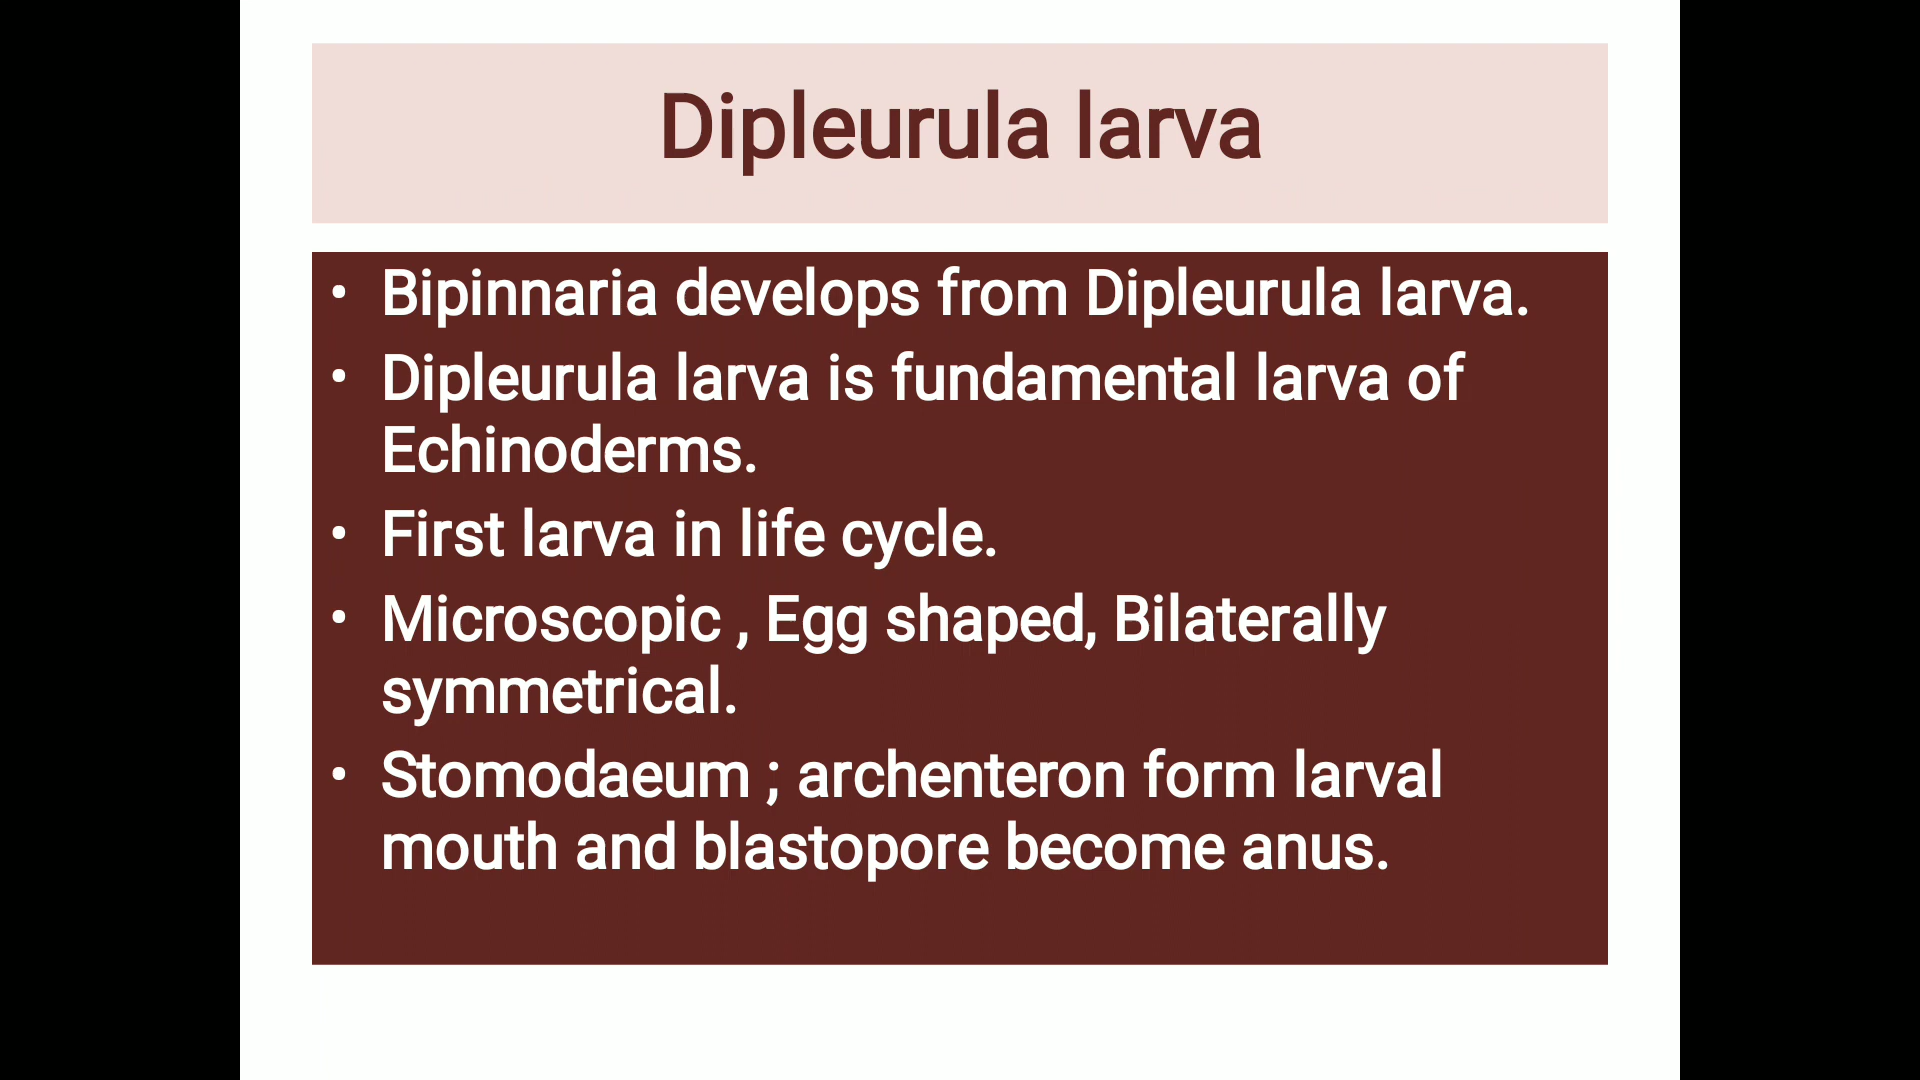 Dipleurula larva
• Bipinnaria develops from Dipleurula larva.
• Dipleurula larva is fundamental larva of
Echinoderms.
• First larva in life cycle.
• Microscopic , Egg shaped, Bilaterally
symmetrical.
• Stomodaeum ; archenteron form larval
mouth and blastopore become anus.